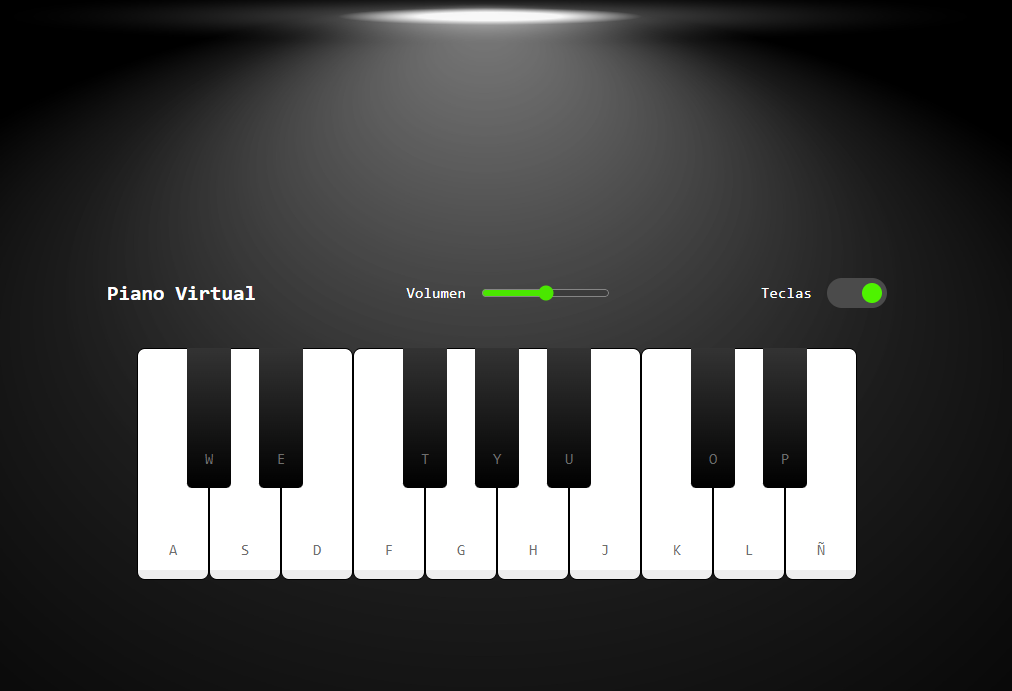 Piano Virtual
Volumen
Teclas
W E T Y U O P
A S D F G H J K L Ñ